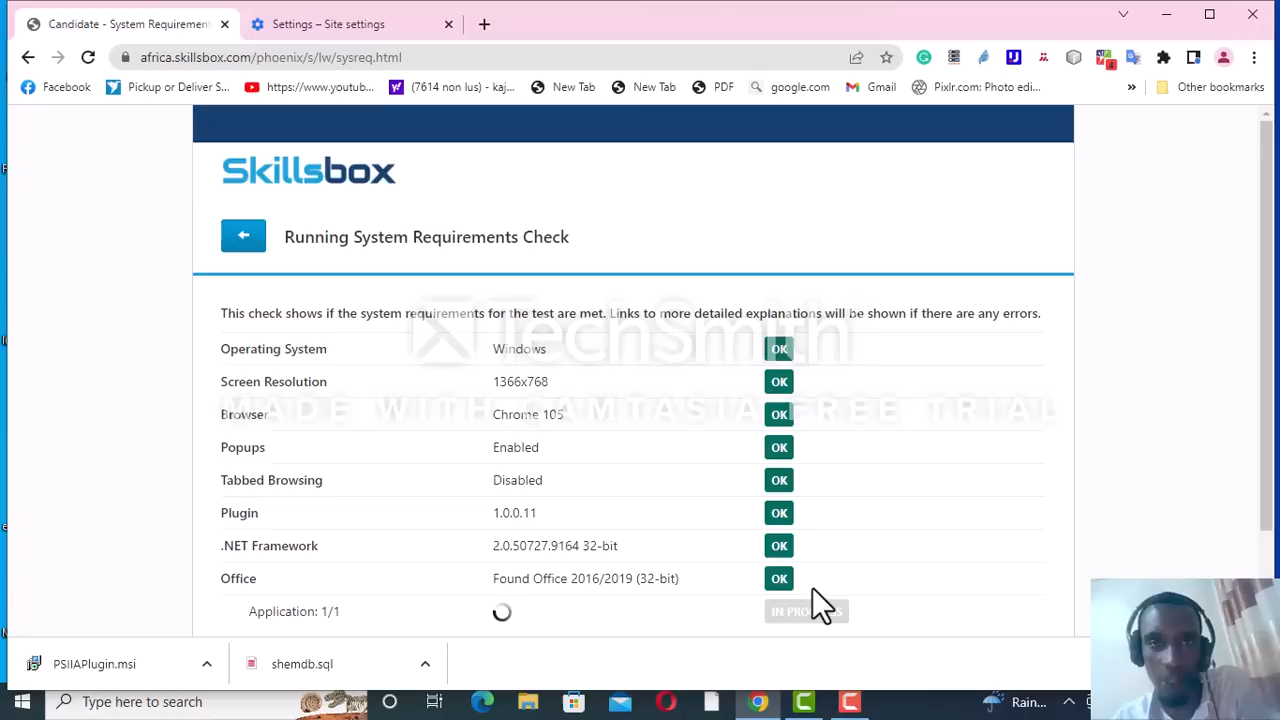 Candidate - System Requirement
Settings – Site settings
africa.skillsbox.com/phoenix/s/lw/sysreq.html
Facebook
Pickup or Deliver S...
https://www.youtub...
(7614 non lus) - kaj...
New Tab
New Tab
PDF
google.com
Gmail
Pixlr.com: Photo edi...
»
Other bookmarks
Skillsbox
Running System Requirements Check
This check shows if the system requirements for the test are met. Links to more detailed explanations will be shown if there are any errors.
TechSmith
MADE WITH CAMTASIA FREE TRIAL
Operating System Windows OK
Screen Resolution 1366x768 OK
Browser Chrome 105 OK
Popups Enabled OK
Tabbed Browsing Disabled OK
Plugin 1.0.0.11 OK
.NET Framework 2.0.50727.9164 32-bit OK
Office Found Office 2016/2019 (32-bit) OK
Application: 1/1 IN PROGRESS
PSIIAPlugin.msi
shemdb.sql
Type here to search
Rain...